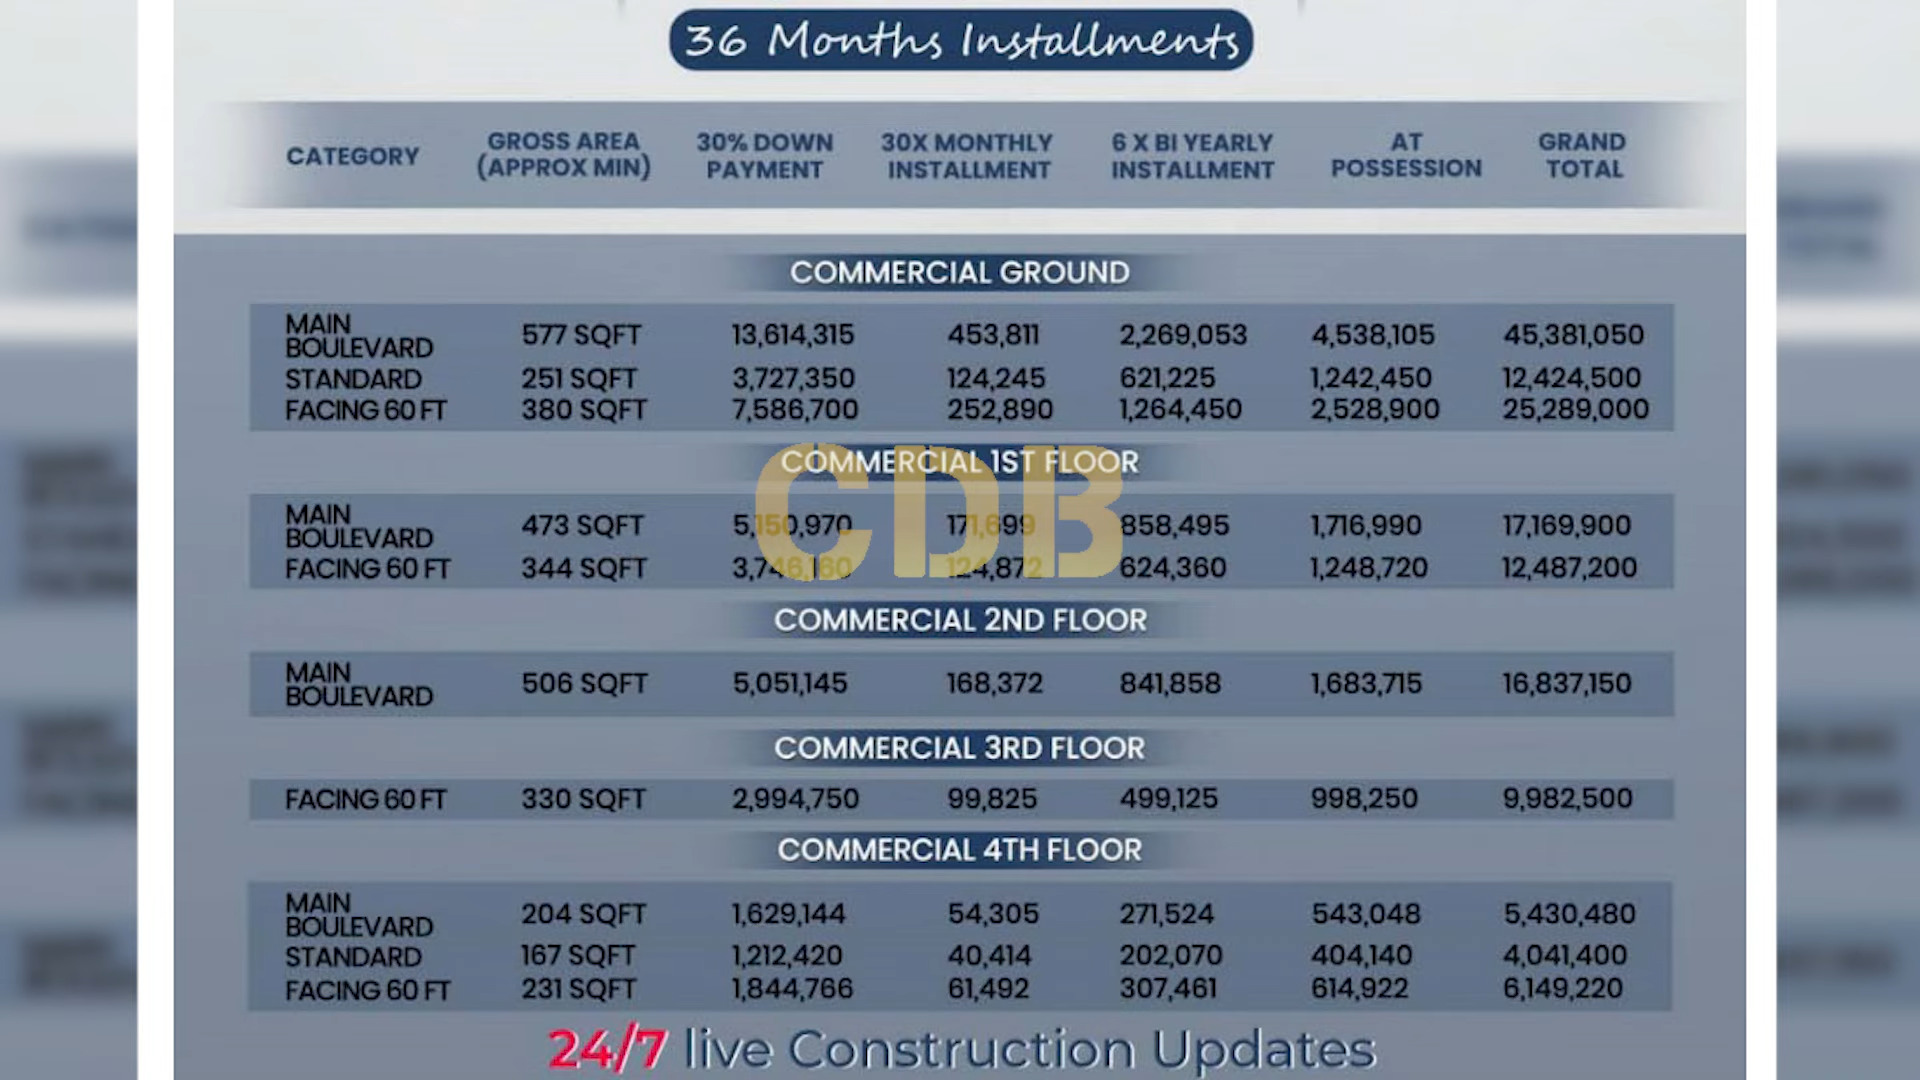 36 Months Installments
CATEGORY GROSS AREA (APPROX MIN) 30% DOWN PAYMENT 30X MONTHLY INSTALLMENT 6 X BI YEARLY INSTALLMENT AT POSSESSION GRAND TOTAL
COMMERCIAL GROUND
MAIN BOULEVARD 577 SQFT 13,614,315 453,811 2,269,053 4,538,105 45,381,050
STANDARD 251 SQFT 3,727,350 124,245 621,225 1,242,450 12,424,500
FACING 60 FT 380 SQFT 7,586,700 252,890 1,264,450 2,528,900 25,289,000
COMMERCIAL 1ST FLOOR
CDB
MAIN BOULEVARD 473 SQFT 5,150,970 171,699 858,495 1,716,990 17,169,900
FACING 60 FT 344 SQFT 3,746,160 124,872 624,360 1,248,720 12,487,200
COMMERCIAL 2ND FLOOR
MAIN BOULEVARD 506 SQFT 5,051,145 168,372 841,858 1,683,715 16,837,150
COMMERCIAL 3RD FLOOR
FACING 60 FT 330 SQFT 2,994,750 99,825 499,125 998,250 9,982,500
COMMERCIAL 4TH FLOOR
MAIN BOULEVARD 204 SQFT 1,629,144 54,305 271,524 543,048 5,430,480
STANDARD 167 SQFT 1,212,420 40,414 202,070 404,140 4,041,400
FACING 60 FT 231 SQFT 1,844,766 61,492 307,461 614,922 6,149,220
24/7 live Construction Updates